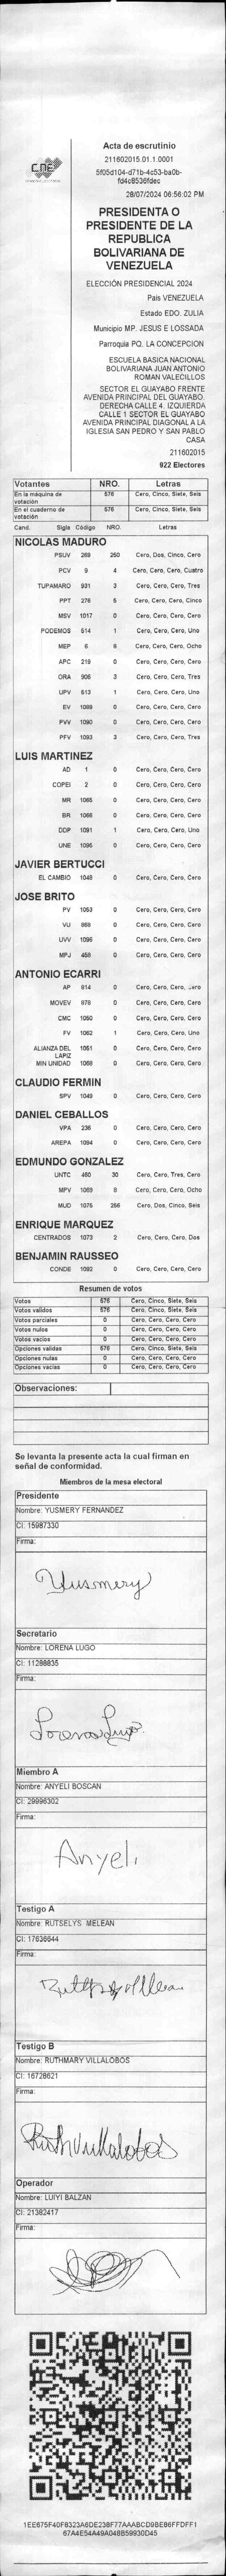 CNE
Acta de escrutinio
211602015.01.1.0001
5f05d104-d71b-4c53-ba0b-
fd4c8536fdec
28/07/2024 06:56:02 PM
PRESIDENTA O
PRESIDENTE DE LA
REPUBLICA
BOLIVARIANA DE
VENEZUELA
ELECCIÓN PRESIDENCIAL 2024
Pais VENEZUELA
Estado EDO. ZULIA
Municipio MP. JESUS E LOSSADA
Parroquia PQ. LA CONCEPCION
ESCUELA BASICA NACIONAL
BOLIVARIANA JUAN ANTONIO
ROMAN VALECILLOS
SECTOR EL GUAYABO FRENTE
AVENIDA PRINCIPAL DEL GUAYABO.
DERECHA CALLE 4. IZQUIERDA
CALLE 1 SECTOR EL GUAYABO
AVENIDA PRINCIPAL DIAGONAL A LA
IGLESIA SAN PEDRO Y SAN PABLO
CASA
211602015
922 Electores
Votantes NRO. Letras
En la máquina de votación 576 Cero, Cinco, Siete, Seis
En el cuaderno de votación 576 Cero, Cinco, Siete, Seis
Cand. Sigla Código NRO. Letras
NICOLAS MADURO
PSUV 269 250 Cero, Dos, Cinco, Cero
PCV 9 4 Cero, Cero, Cero, Cuatro
TUPAMARO 931 3 Cero, Cero, Cero, Tres
PPT 276 5 Cero, Cero, Cero, Cinco
MSV 1017 0 Cero, Cero, Cero, Cero
PODEMOS 514 1 Cero, Cero, Cero, Uno
MEP 6 8 Cero, Cero, Cero, Ocho
APC 219 0 Cero, Cero, Cero, Cero
ORA 906 3 Cero, Cero, Cero, Tres
UPV 613 1 Cero, Cero, Cero, Uno
EV 1089 0 Cero, Cero, Cero, Cero
PVV 1090 0 Cero, Cero, Cero, Cero
PFV 1093 3 Cero, Cero, Cero, Tres
LUIS MARTINEZ
AD 1 0 Cero, Cero, Cero, Cero
COPEI 2 0 Cero, Cero, Cero, Cero
MR 1065 0 Cero, Cero, Cero, Cero
BR 1066 0 Cero, Cero, Cero, Cero
DDP 1091 1 Cero, Cero, Cero, Uno
UNE 1095 0 Cero, Cero, Cero, Cero
JAVIER BERTUCCI
EL CAMBIO 1048 0 Cero, Cero, Cero, Cero
JOSE BRITO
PV 1053 0 Cero, Cero, Cero, Cero
VU 868 0 Cero, Cero, Cero, Cero
UVV 1096 0 Cero, Cero, Cero, Cero
MPJ 458 0 Cero, Cero, Cero, Cero
ANTONIO ECARRI
AP 914 0 Cero, Cero, Cero, Cero
MOVEV 879 0 Cero, Cero, Cero, Cero
CMC 1050 0 Cero, Cero, Cero, Cero
FV 1062 1 Cero, Cero, Cero, Uno
ALIANZA DEL LAPIZ 1051 0 Cero, Cero, Cero, Cero
MIN UNIDAD 1068 0 Cero, Cero, Cero, Cero
CLAUDIO FERMIN
SPV 1049 0 Cero, Cero, Cero, Cero
DANIEL CEBALLOS
VPA 236 0 Cero, Cero, Cero, Cero
AREPA 1094 0 Cero, Cero, Cero, Cero
EDMUNDO GONZALEZ
UNTC 460 30 Cero, Cero, Tres, Cero
MPV 1069 8 Cero, Cero, Cero, Ocho
MUD 1075 256 Cero, Dos, Cinco, Seis
ENRIQUE MARQUEZ
CENTRADOS 1073 2 Cero, Cero, Cero, Dos
BENJAMIN RAUSSEO
CONDE 1092 0 Cero, Cero, Cero, Cero
Resumen de votos
Votos 576 Cero, Cinco, Siete, Seis
Votos validos 576 Cero, Cinco, Siete, Seis
Votos parciales 0 Cero, Cero, Cero, Cero
Votos nulos 0 Cero, Cero, Cero, Cero
Votos vacios 0 Cero, Cero, Cero, Cero
Opciones validas 576 Cero, Cinco, Siete, Seis
Opciones nulas 0 Cero, Cero, Cero, Cero
Opciones vacias 0 Cero, Cero, Cero, Cero
Observaciones:
Se levanta la presente acta la cual firman en
señal de conformidad.
Miembros de la mesa electoral
Presidente
Nombre: YUSMERY FERNANDEZ
CI: 15987330
Firma:
Yusmery
Secretario
Nombre: LORENA LUGO
CI: 11288835
Firma:
Lorena Lugo
Miembro A
Nombre: ANYELI BOSCAN
CI: 29996302
Firma:
Anyeli
Testigo A
Nombre: RUTSELYS MELEAN
CI: 17636644
Firma:
Testigo B
Nombre: RUTHMARY VILLALOBOS
CI: 16728621
Firma:
Ruth Villalobos
Operador
Nombre: LUIYI BALZAN
CI: 21382417
Firma:
1EE675F40F8323A6DE238F77AAABCD9BE86FFDFF1
67A4E54A49A048B59930D45